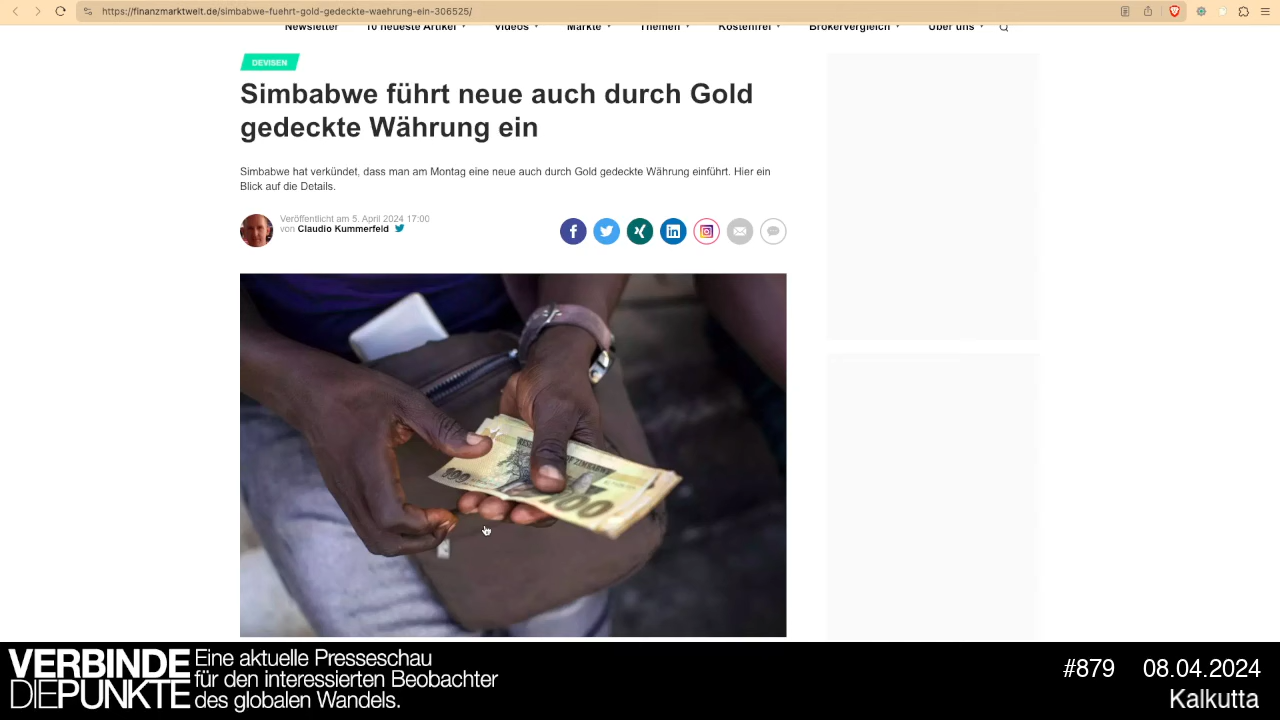 https://finanzmarktwelt.de/simbabwe-fuehrt-gold-gedeckte-waehrung-ein-306525/
Newsletter 10 neueste Artikel Videos Märkte Themen Kostenfrei Brokervergleich Über uns
DEVISEN
Simbabwe führt neue auch durch Gold
gedeckte Währung ein
Simbabwe hat verkündet, dass man am Montag eine neue auch durch Gold gedeckte Währung einführt. Hier ein
Blick auf die Details.
Veröffentlicht am 5. April 2024 17:00
von Claudio Kummerfeld
100
100
VERBINDE
DIEPUNKTE
Eine aktuelle Presseschau
für den interessierten Beobachter
des globalen Wandels.
#879 08.04.2024
Kalkutta